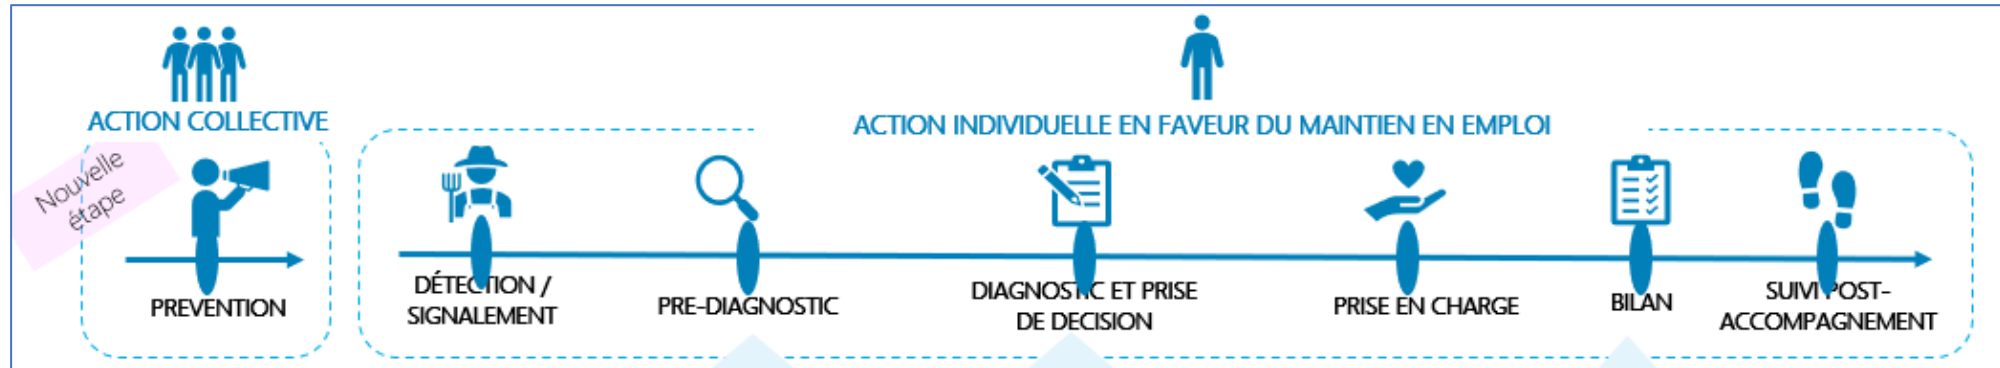 ACTION COLLECTIVE
ACTION INDIVIDUELLE EN FAVEUR DU MAINTIEN EN EMPLOI
Nouvelle
étape
PREVENTION
DÉTECTION /
SIGNALEMENT
PRE-DIAGNOSTIC
DIAGNOSTIC ET PRISE
DE DECISION
PRISE EN CHARGE
BILAN
SUIVI POST-
ACCOMPAGNEMENT